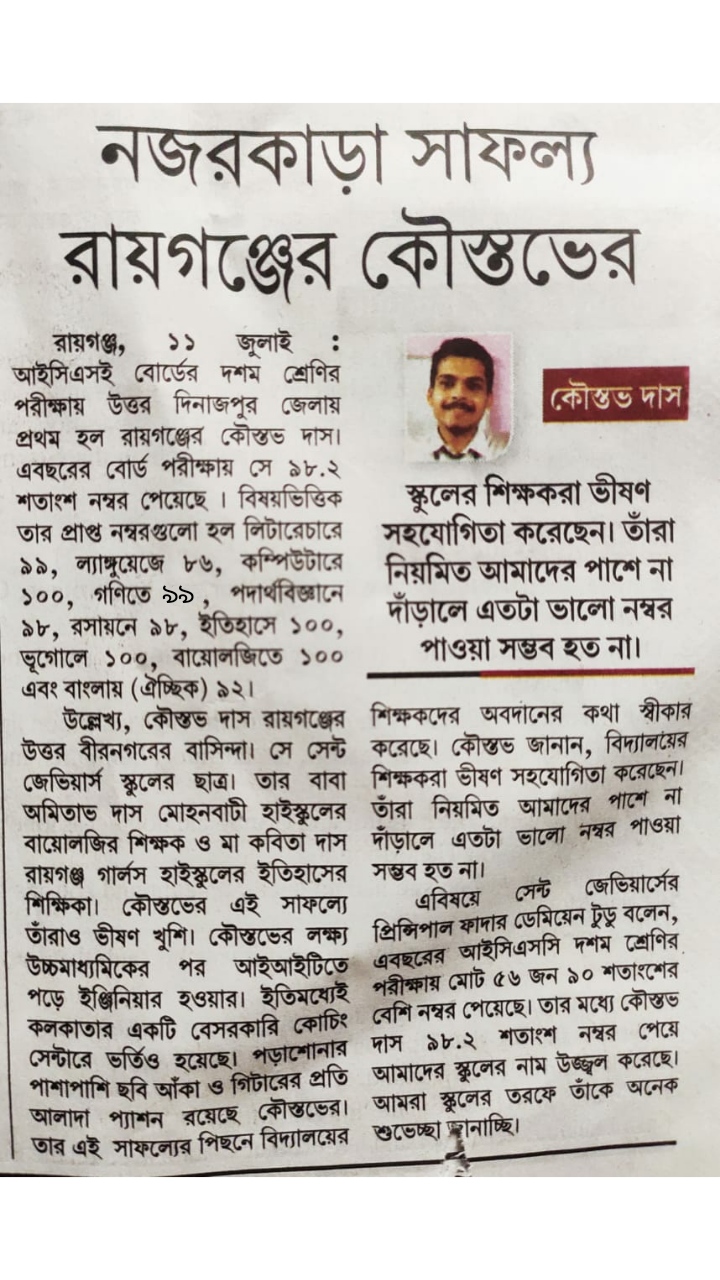 নজরকাড়া সাফল্য
রায়গঞ্জের কৌস্তভের
রায়গঞ্জ, ১১ জুলাই :
আইসিএসই বোর্ডের দশম শ্রেণির
পরীক্ষায় উত্তর দিনাজপুর জেলায়
প্রথম হল রায়গঞ্জের কৌস্তভ দাস।
এবছরের বোর্ড পরীক্ষায় সে ৯৮.২
শতাংশ নম্বর পেয়েছে । বিষয়ভিত্তিক
তার প্রাপ্ত নম্বরগুলো হল লিটারেচারে
৯৯, ল্যাঙ্গুয়েজে ৮৬, কম্পিউটারে
১০০, গণিতে ৯৯ , পদার্থবিজ্ঞানে
৯৮, রসায়নে ৯৮, ইতিহাসে ১০০,
ভূগোলে ১০০, বায়োলজিতে ১০০
এবং বাংলায় (ঐচ্ছিক) ৯২।
উল্লেখ্য, কৌস্তভ দাস রায়গঞ্জের
উত্তর বীরনগরের বাসিন্দা। সে সেন্ট
জেভিয়ার্স স্কুলের ছাত্র। তার বাবা
অমিতাভ দাস মোহনবাটী হাইস্কুলের
বায়োলজির শিক্ষক ও মা কবিতা দাস
রায়গঞ্জ গার্লস হাইস্কুলের ইতিহাসের
শিক্ষিকা। কৌস্তভের এই সাফল্যে
তাঁরাও ভীষণ খুশি। কৌস্তভের লক্ষ্য
উচ্চমাধ্যমিকের পর আইআইটিতে
পড়ে ইঞ্জিনিয়ার হওয়ার। ইতিমধ্যেই
কলকাতার একটি বেসরকারি কোচিং
সেন্টারে ভর্তিও হয়েছে। পড়াশোনার
পাশাপাশি ছবি আঁকা ও গিটারের প্রতি
আলাদা প্যাশন রয়েছে কৌস্তভের।
তার এই সাফল্যের পিছনে বিদ্যালয়ের
কৌস্তভ দাস
স্কুলের শিক্ষকরা ভীষণ
সহযোগিতা করেছেন। তাঁরা
নিয়মিত আমাদের পাশে না
দাঁড়ালে এতটা ভালো নম্বর
পাওয়া সম্ভব হত না।
শিক্ষকদের অবদানের কথা স্বীকার
করেছে। কৌস্তভ জানান, বিদ্যালয়ের
শিক্ষকরা ভীষণ সহযোগিতা করেছেন।
তাঁরা নিয়মিত আমাদের পাশে না
দাঁড়ালে এতটা ভালো নম্বর পাওয়া
সম্ভব হত না।
এবিষয়ে সেন্ট জেভিয়ার্সের
প্রিন্সিপাল ফাদার ডেমিয়েন টুডু বলেন,
এবছরের আইসিএসসি দশম শ্রেণির
পরীক্ষায় মোট ৫৬ জন ৯০ শতাংশের
বেশি নম্বর পেয়েছে। তার মধ্যে কৌস্তভ
দাস ৯৮.২ শতাংশ নম্বর পেয়ে
আমাদের স্কুলের নাম উজ্জ্বল করেছে।
আমরা স্কুলের তরফে তাঁকে অনেক
শুভেচ্ছা জানাচ্ছি।